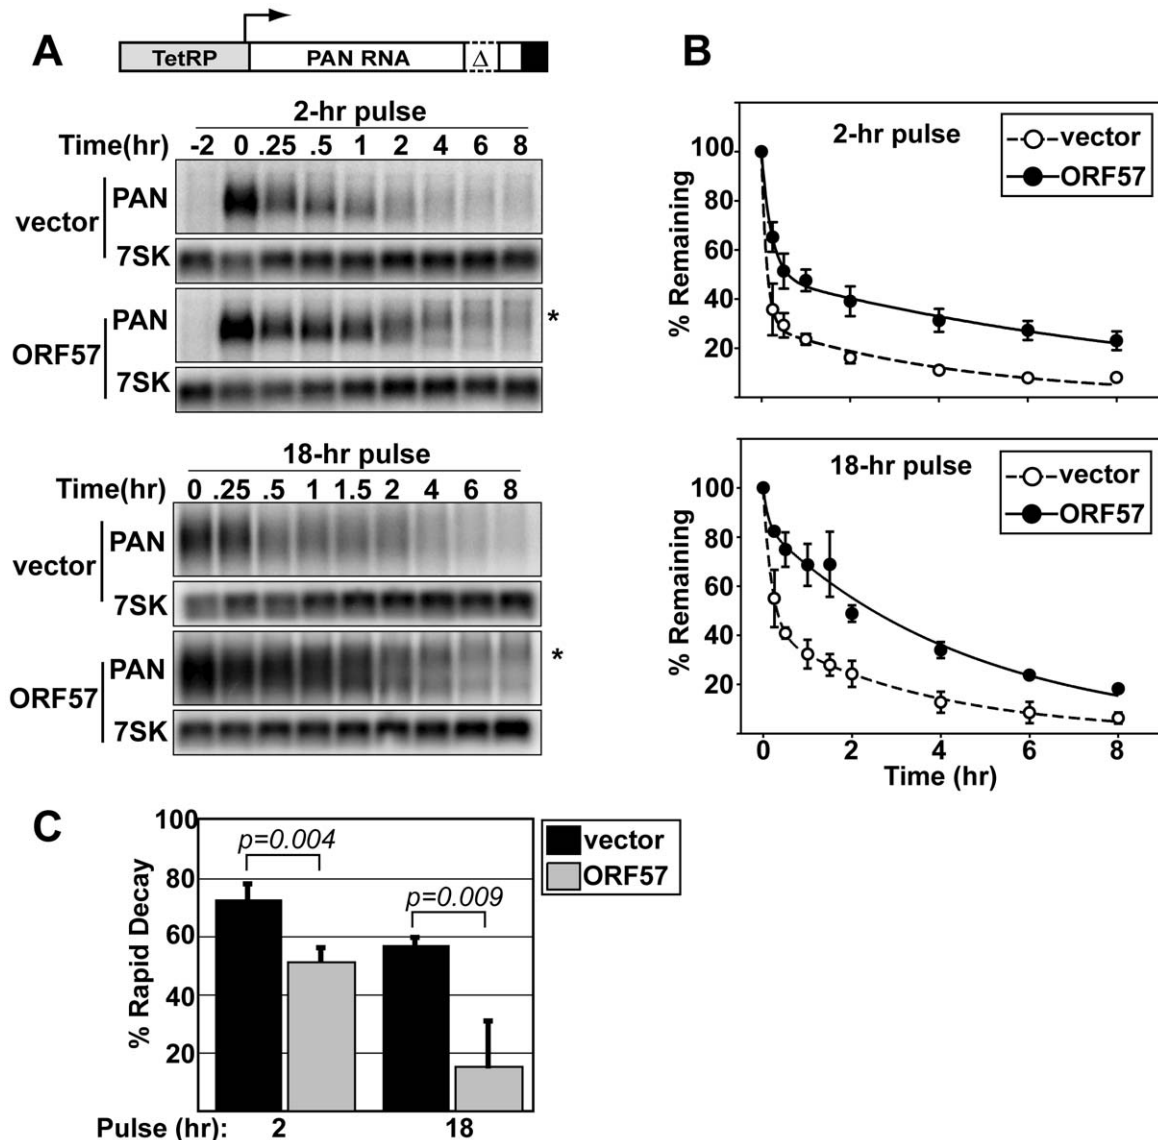 A
TetRP PAN RNA Δ
2-hr pulse
Time(hr) -2 0 .25 .5 1 2 4 6 8
vector
PAN
7SK
ORF57
PAN *
7SK
18-hr pulse
Time(hr) 0 .25 .5 1 1.5 2 4 6 8
vector
PAN
7SK
ORF57
PAN *
7SK
B
2-hr pulse
vector
ORF57
% Remaining
100
80
60
40
20
18-hr pulse
vector
ORF57
% Remaining
100
80
60
40
20
0 2 4 6 8
Time (hr)
C
% Rapid Decay
100
80
60
40
20
p=0.004
p=0.009
vector
ORF57
Pulse (hr): 2 18